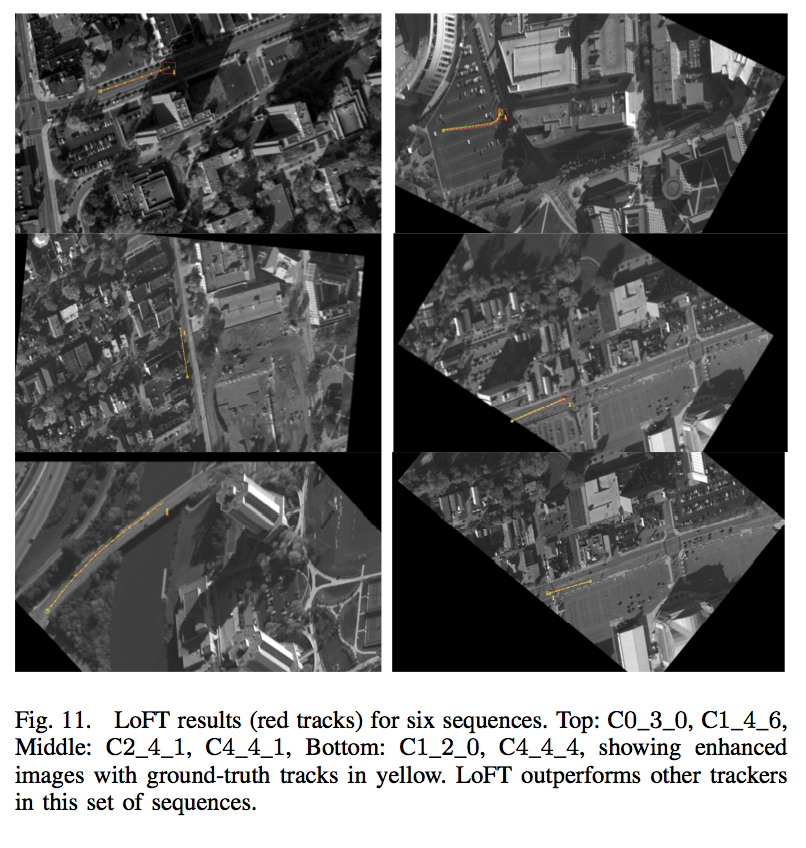 Fig. 11. LoFT results (red tracks) for six sequences. Top: C0_3_0, C1_4_6,
Middle: C2_4_1, C4_4_1, Bottom: C1_2_0, C4_4_4, showing enhanced
images with ground-truth tracks in yellow. LoFT outperforms other trackers
in this set of sequences.